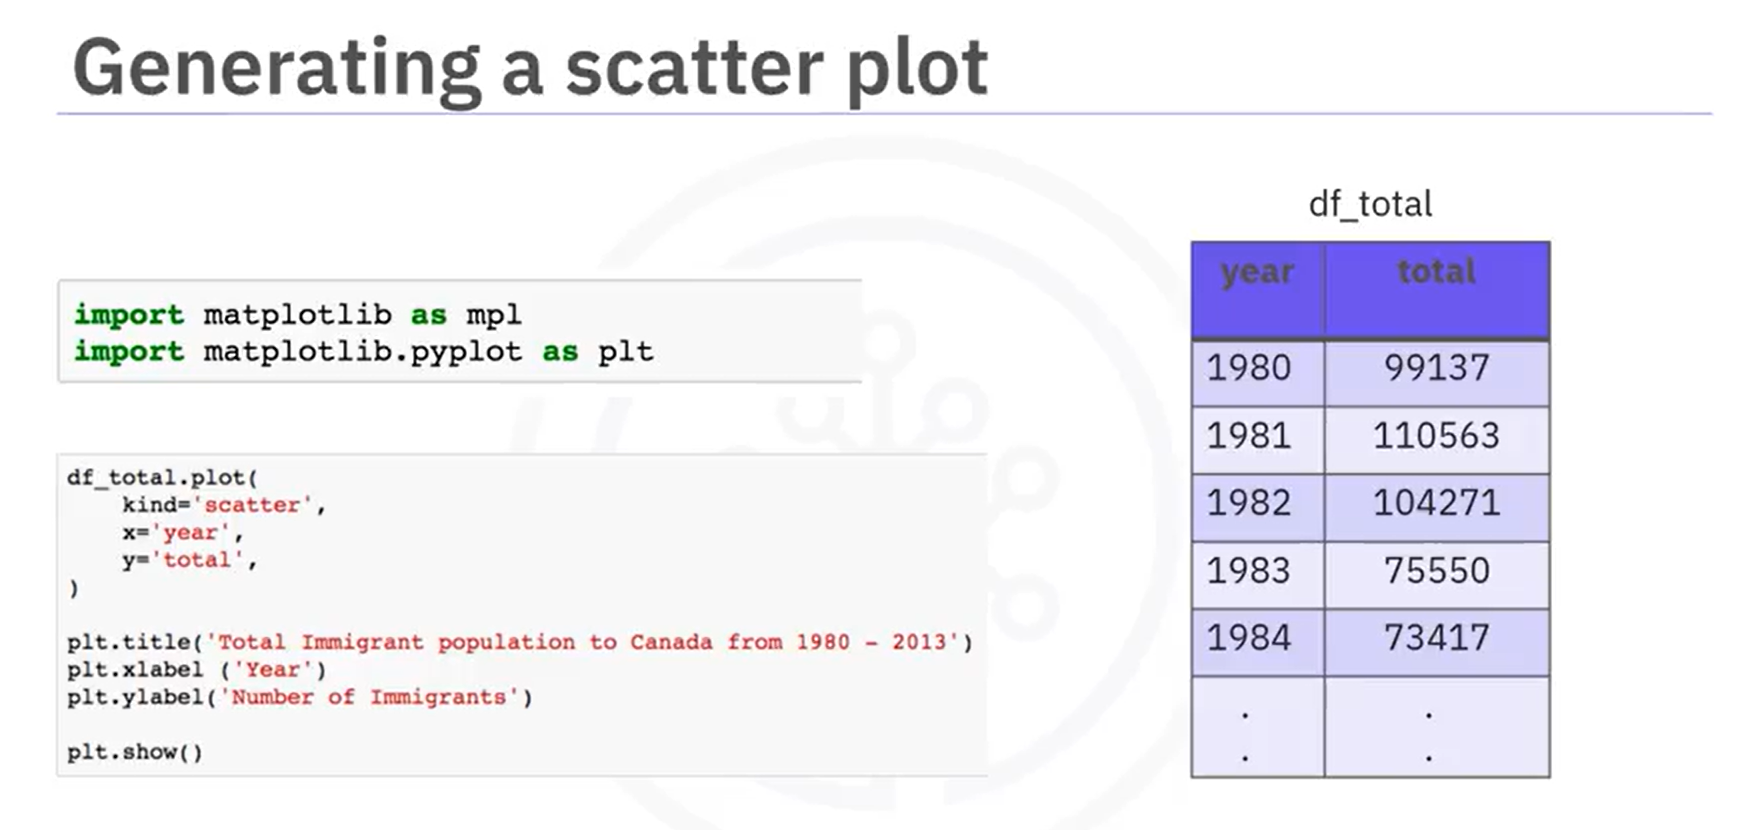 Generating a scatter plot
import matplotlib as mpl
import matplotlib.pyplot as plt
df_total.plot(
    kind='scatter',
    x='year',
    y='total',
)
plt.title('Total Immigrant population to Canada from 1980 - 2013')
plt.xlabel ('Year')
plt.ylabel('Number of Immigrants')
plt.show()
df_total
year total
1980 99137
1981 110563
1982 104271
1983 75550
1984 73417
. .
. .